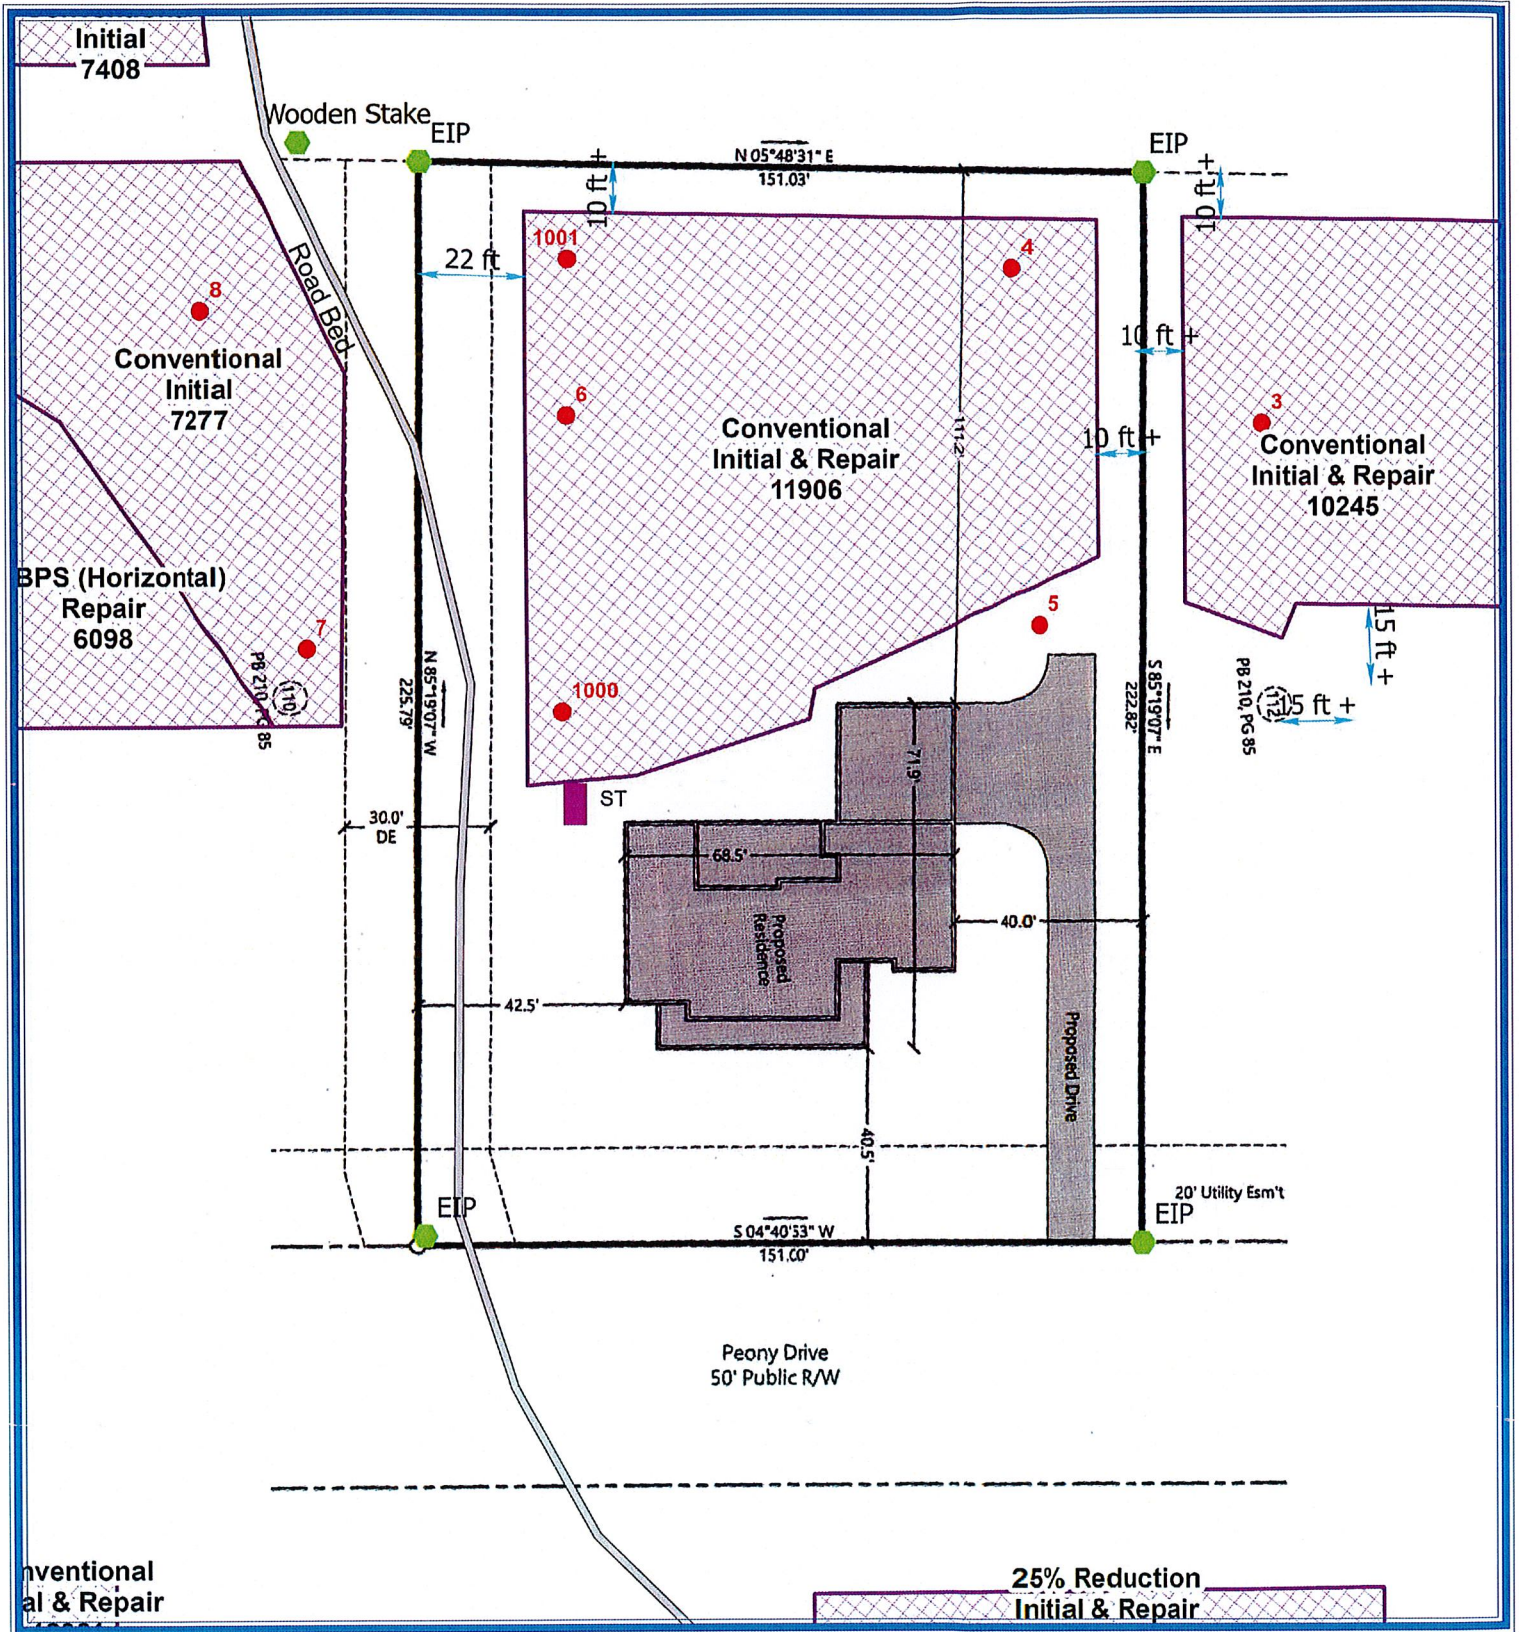 Initial
7408
Wooden Stake
EIP
N 05°48'31" E
151.03'
EIP
10 ft +
10 ft +
1001
4
22 ft
Road Bed
8
10 ft +
Conventional
Initial
7277
6
3
111.2'
10 ft +
Conventional
Initial & Repair
11906
Conventional
Initial & Repair
10245
BPS (Horizontal)
Repair
6098
7
5
15 ft +
PB 210, PG 85
(110)
N 85°19'07" W
225.79'
1000
S 85°19'07" E
222.82'
PB 210, PG 85
15 ft +
71.9'
ST
30.0'
DE
68.5'
Proposed
Residence
40.0'
42.5'
Proposed Drive
40.5'
20' Utility Esm't
EIP
EIP
S 04°40'53" W
151.00'
Peony Drive
50' Public R/W
nventional
al & Repair
25% Reduction
Initial & Repair